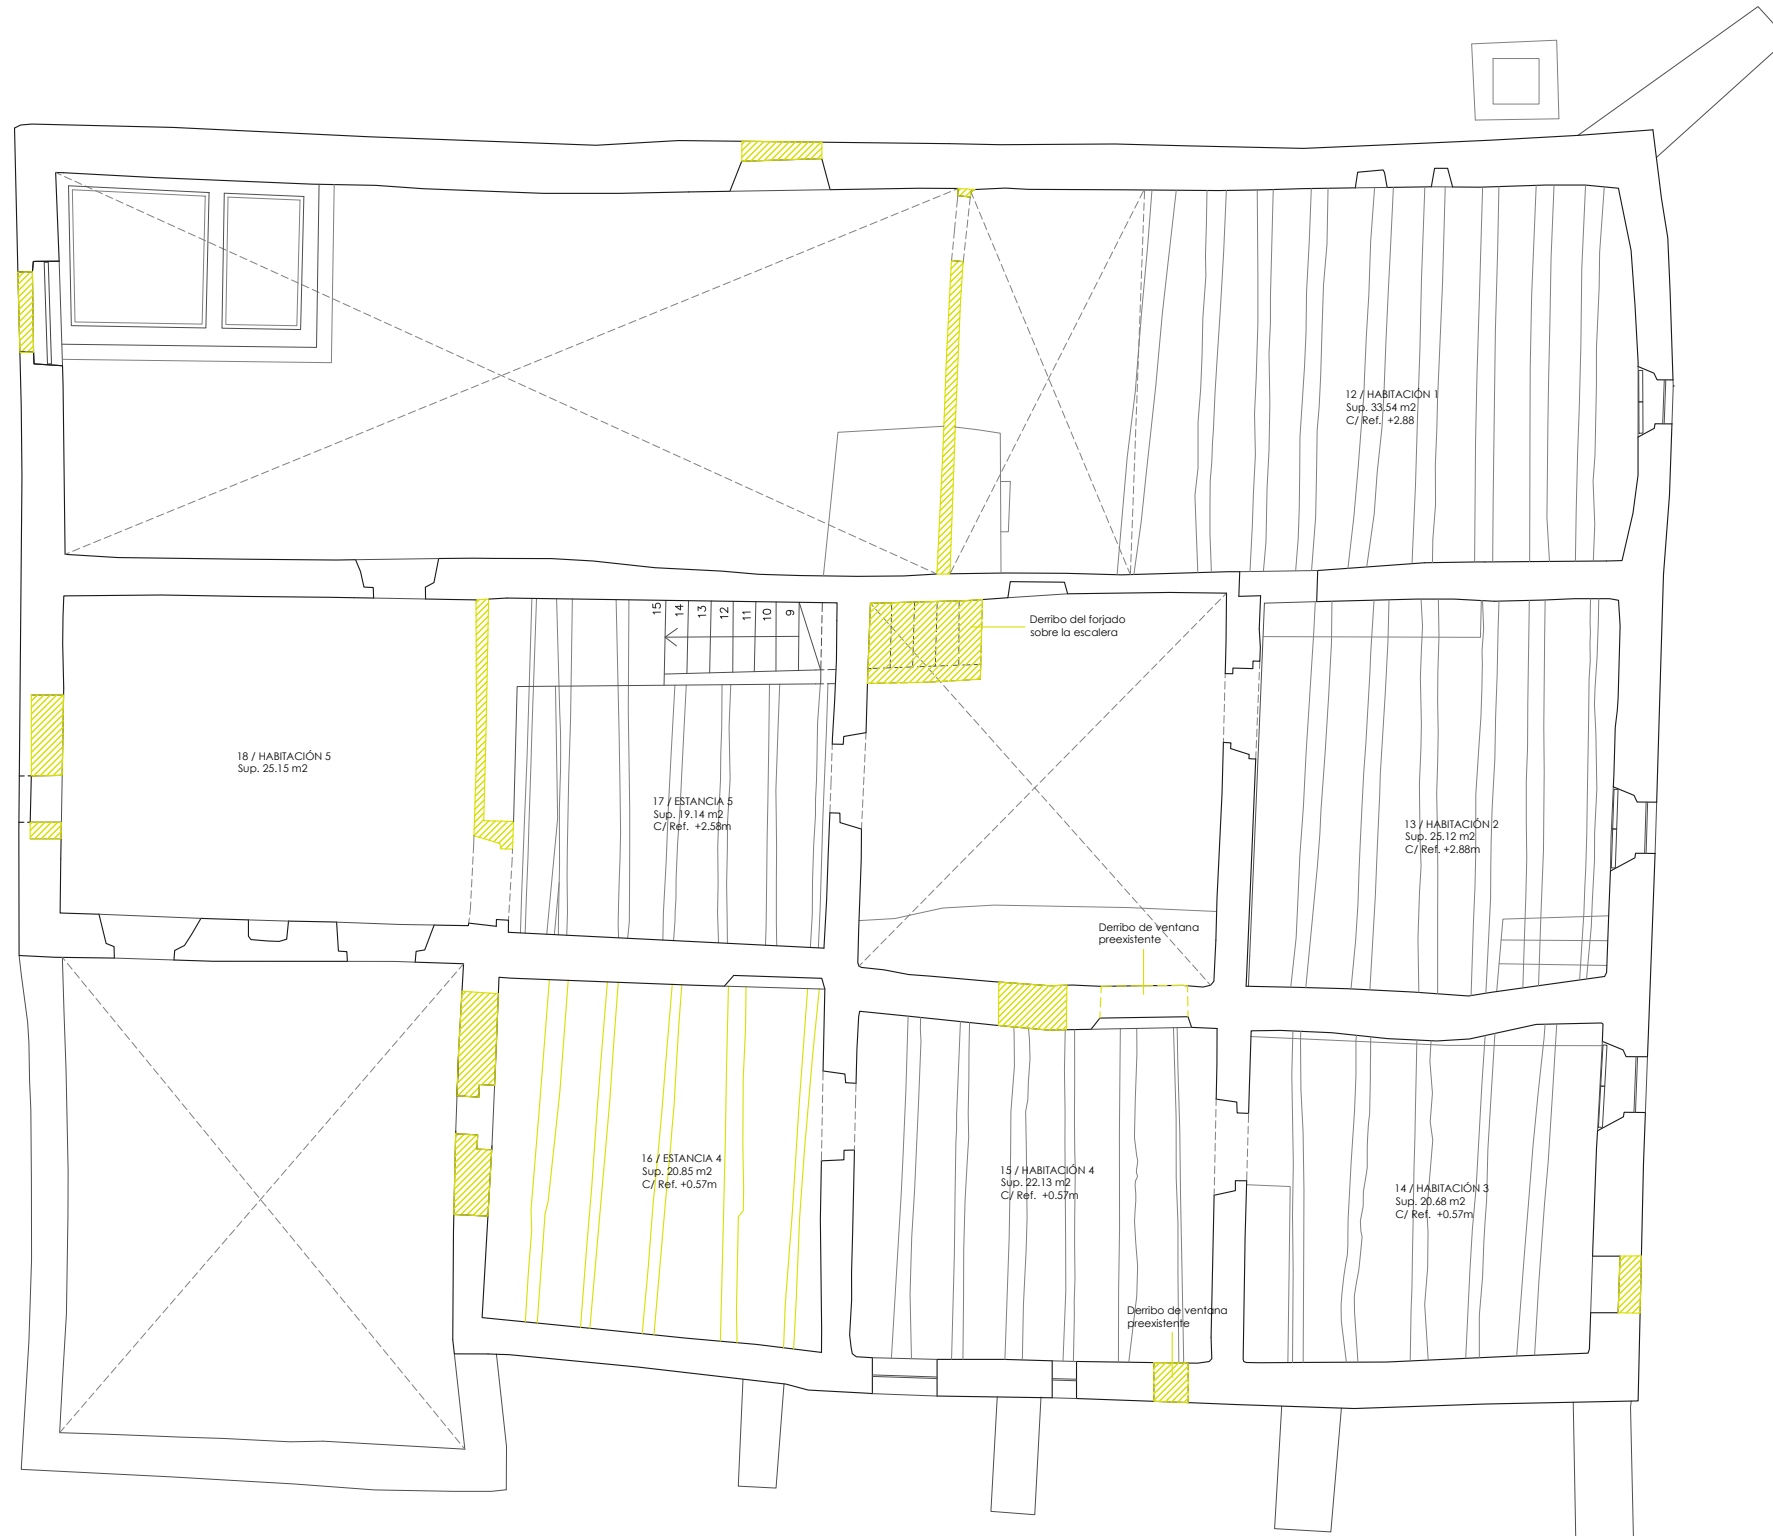 12 / HABITACIÓN 1
Sup. 33.54 m2
C/ Ref. +2.88
15
14
13
12
11
10
9
Derribo del forjado
sobre la escalera
18 / HABITACIÓN 5
Sup. 25.15 m2
17 / ESTANCIA 5
Sup. 19.14 m2
C/ Ref. +2.58m
13 / HABITACIÓN 2
Sup. 25.12 m2
C/ Ref. +2.88m
Derribo de ventana
preexistente
16 / ESTANCIA 4
Sup. 20.85 m2
C/ Ref. +0.57m
15 / HABITACIÓN 4
Sup. 22.13 m2
C/ Ref. +0.57m
14 / HABITACIÓN 3
Sup. 20.68 m2
C/ Ref. +0.57m
Derribo de ventana
preexistente